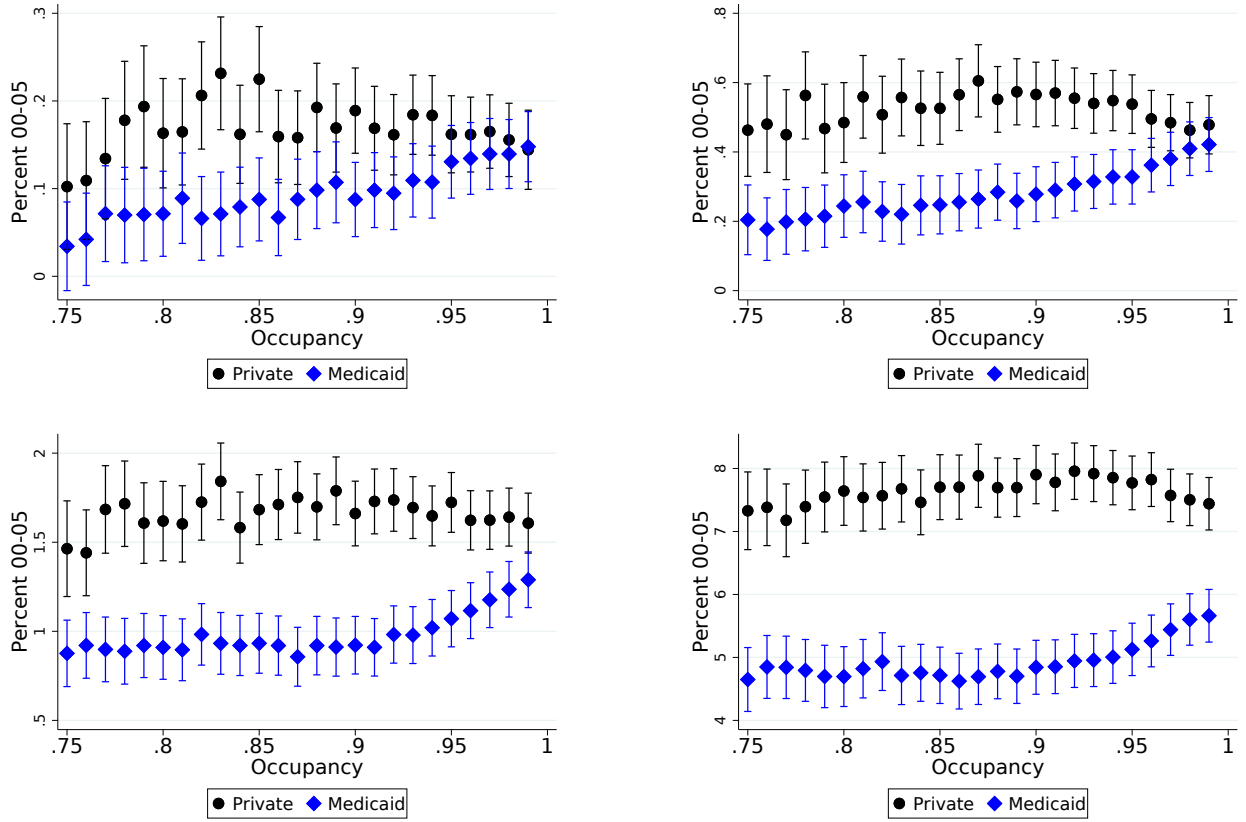 .3
.2
.1
0
Percent 00-05
.75 .8 .85 .9 .95 1
Occupancy
Private Medicaid
.8
.6
.4
.2
0
Percent 00-05
.75 .8 .85 .9 .95 1
Occupancy
Private Medicaid
2
1.5
1
.5
Percent 00-05
.75 .8 .85 .9 .95 1
Occupancy
Private Medicaid
8
7
6
5
4
Percent 00-05
.75 .8 .85 .9 .95 1
Occupancy
Private Medicaid